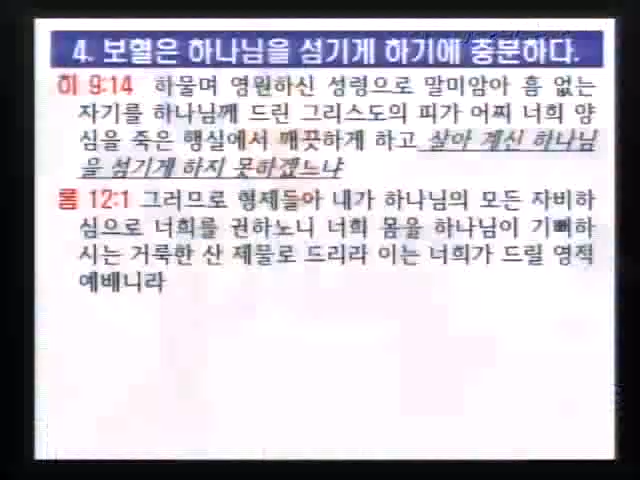 4. 보혈은 하나님을 섬기게 하기에 충분하다.
히 9:14 하물며 영원하신 성령으로 말미암아 흠 없는
자기를 하나님께 드린 그리스도의 피가 어찌 너희 양
심을 죽은 행실에서 깨끗하게 하고 살아 계신 하나님
을 섬기게 하지 못하겠느냐
롬 12:1 그러므로 형제들아 내가 하나님의 모든 자비하
심으로 너희를 권하노니 너희 몸을 하나님이 기뻐하
시는 거룩한 산 제물로 드리라 이는 너희가 드릴 영적
예배니라